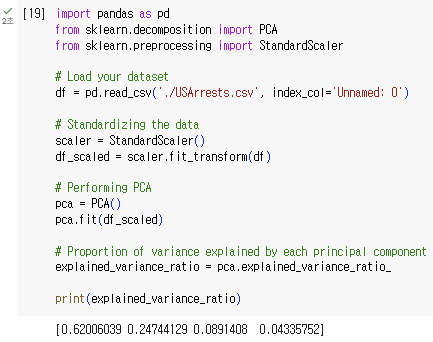 [19] import pandas as pd
2초 from sklearn.decomposition import PCA
from sklearn.preprocessing import StandardScaler
# Load your dataset
df = pd.read_csv('./USArrests.csv', index_col='Unnamed: 0')
# Standardizing the data
scaler = StandardScaler()
df_scaled = scaler.fit_transform(df)
# Performing PCA
pca = PCA()
pca.fit(df_scaled)
# Proportion of variance explained by each principal component
explained_variance_ratio = pca.explained_variance_ratio_
print(explained_variance_ratio)
[0.62006039 0.24744129 0.0891408  0.04335752]